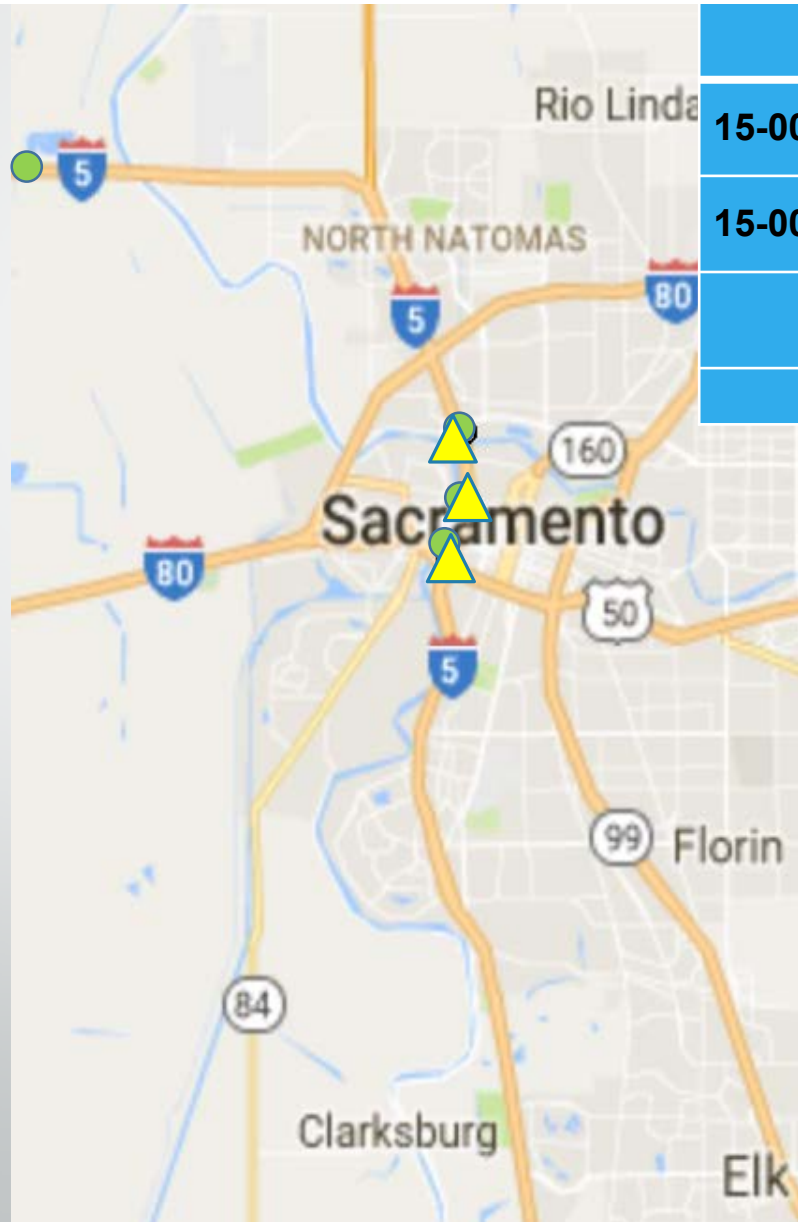 Rio Linda
15-00
5
15-00
NORTH NATOMAS
80
5
160
Sacramento
80
50
5
99
Florin
84
Clarksburg
Elk